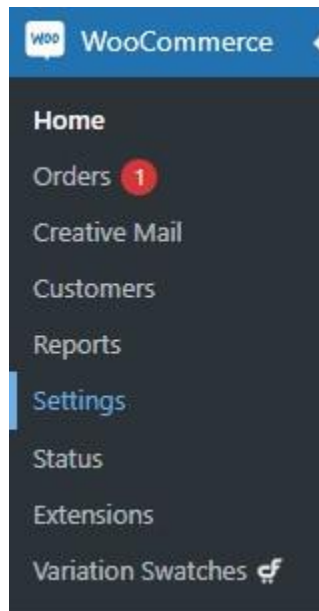 Woo WooCommerce
Home
Orders 1
Creative Mail
Customers
Reports
Settings
Status
Extensions
Variation Swatches